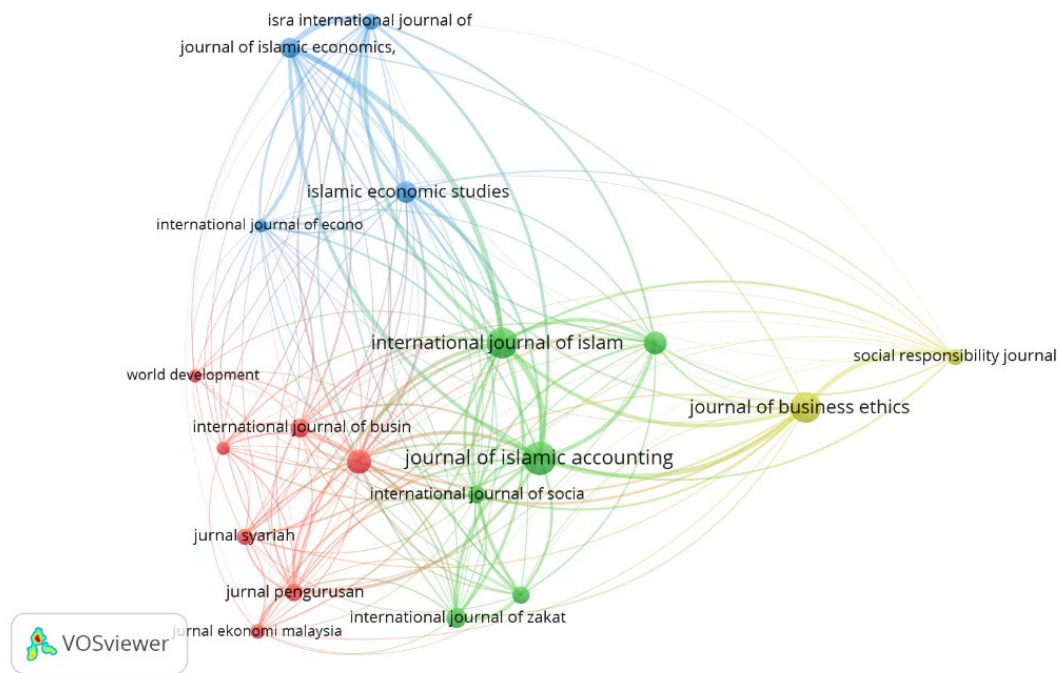 isra international journal of
journal of islamic economics,
islamic economic studies
international journal of econo
international journal of islam
social responsibility journal
world development
journal of business ethics
international journal of busin
journal of islamic accounting
international journal of socia
jurnal syariah
jurnal pengurusan
international journal of zakat
jurnal ekonomi malaysia
VOSviewer